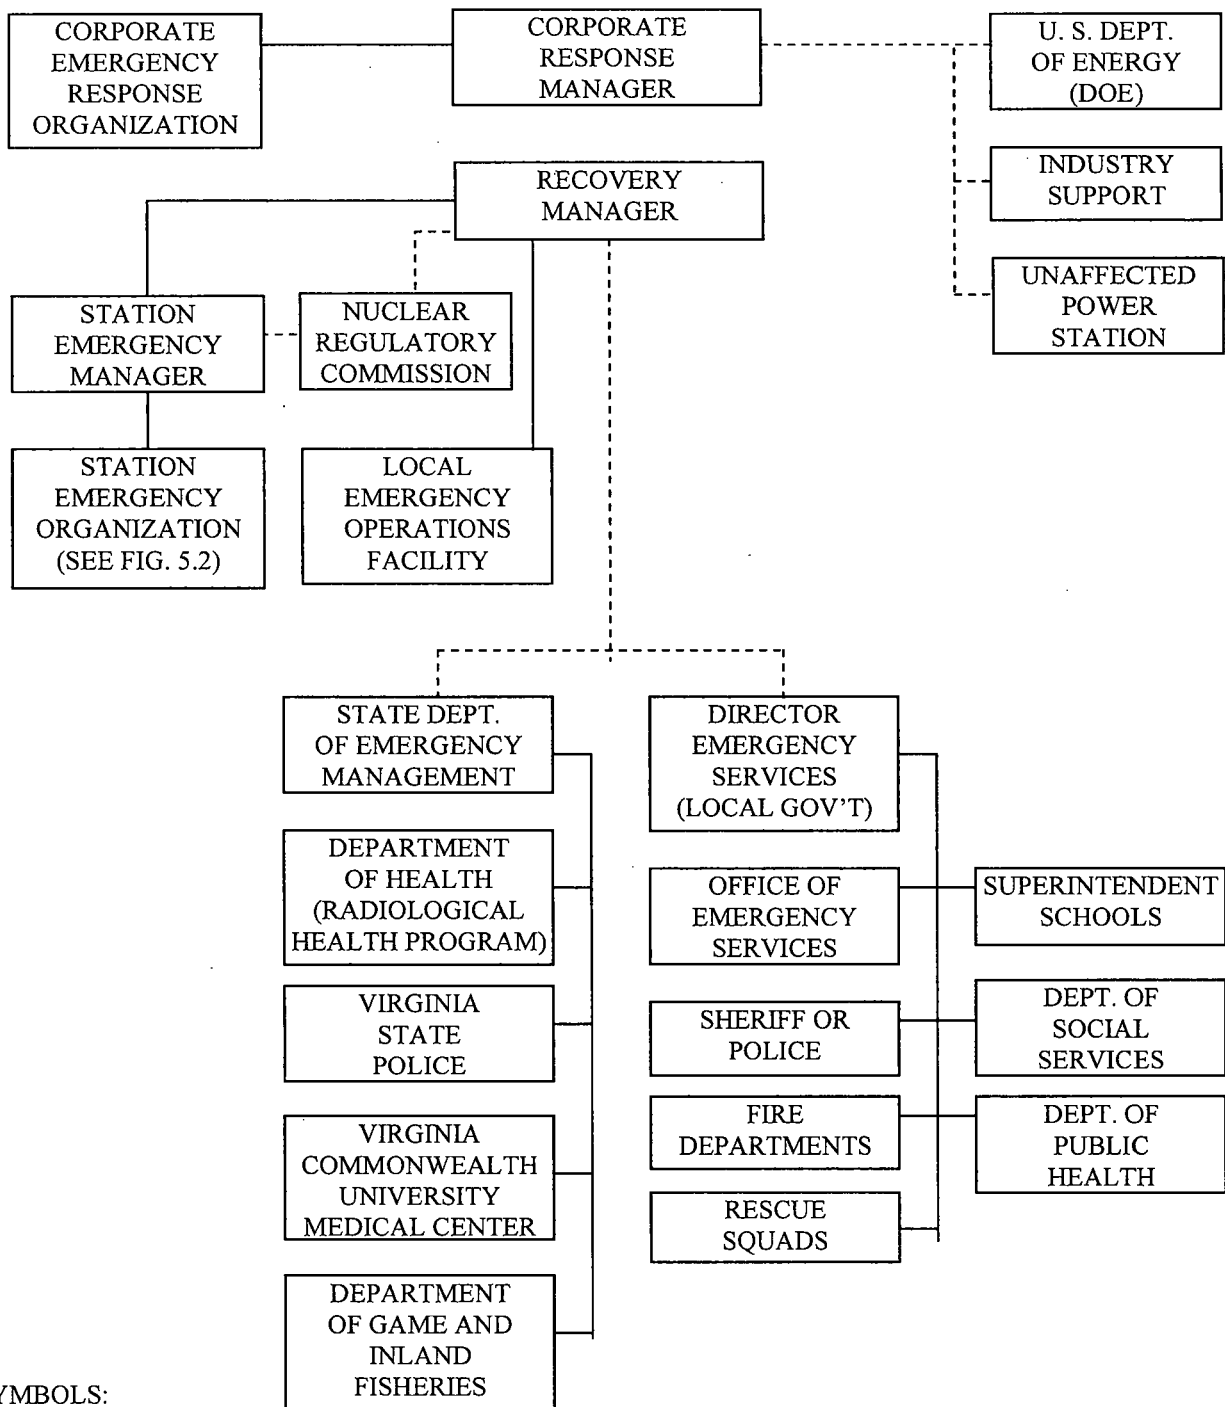 CORPORATE
EMERGENCY
RESPONSE
ORGANIZATION
CORPORATE
RESPONSE
MANAGER
U. S. DEPT.
OF ENERGY
(DOE)
INDUSTRY
SUPPORT
UNAFFECTED
POWER
STATION
RECOVERY
MANAGER
STATION
EMERGENCY
MANAGER
NUCLEAR
REGULATORY
COMMISSION
STATION
EMERGENCY
ORGANIZATION
(SEE FIG. 5.2)
LOCAL
EMERGENCY
OPERATIONS
FACILITY
STATE DEPT.
OF EMERGENCY
MANAGEMENT
DEPARTMENT
OF HEALTH
(RADIOLOGICAL
HEALTH PROGRAM)
VIRGINIA
STATE
POLICE
VIRGINIA
COMMONWEALTH
UNIVERSITY
MEDICAL CENTER
DEPARTMENT
OF GAME AND
INLAND
FISHERIES
DIRECTOR
EMERGENCY
SERVICES
(LOCAL GOV'T)
OFFICE OF
EMERGENCY
SERVICES
SUPERINTENDENT
SCHOOLS
SHERIFF OR
POLICE
DEPT. OF
SOCIAL
SERVICES
FIRE
DEPARTMENTS
DEPT. OF
PUBLIC
HEALTH
RESCUE
SQUADS
YMBOLS: